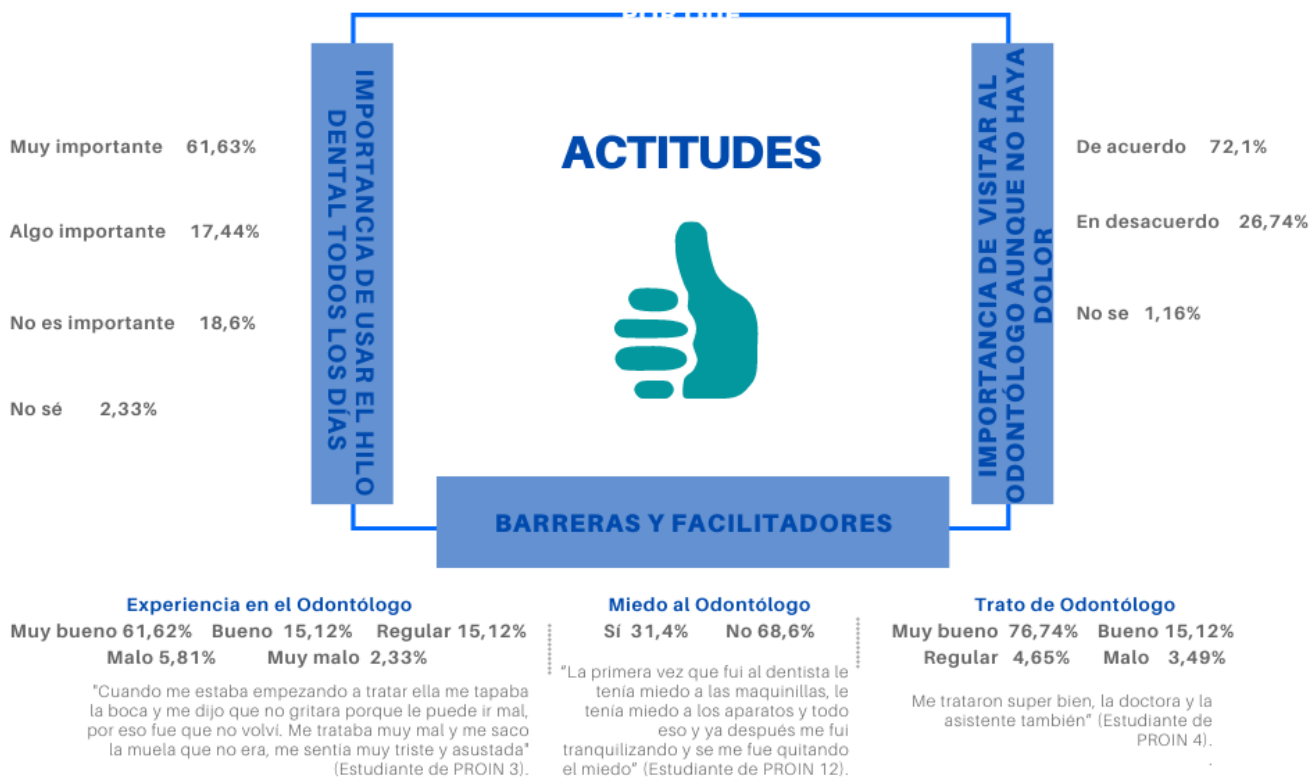 ACTITUDES
IMPORTANCIA DE USAR EL HILO
DENTAL TODOS LOS DÍAS
Muy importante 61,63%
Algo importante 17,44%
No es importante 18,6%
No sé 2,33%
IMPORTANCIA DE VISITAR AL
ODONTÓLOGO AUNQUE NO HAYA
DOLOR
De acuerdo 72,1%
En desacuerdo 26,74%
No se 1,16%
BARRERAS Y FACILITADORES
Experiencia en el Odontólogo
Muy bueno 61,62% Bueno 15,12% Regular 15,12%
Malo 5,81% Muy malo 2,33%
"Cuando me estaba empezando a tratar ella me tapaba
la boca y me dijo que no gritara porque le puede ir mal,
por eso fue que no volví. Me trataba muy mal y me saco
la muela que no era, me sentía muy triste y asustada"
(Estudiante de PROIN 3).
Miedo al Odontólogo
Sí 31,4% No 68,6%
"La primera vez que fui al dentista le
tenía miedo a las maquinillas, le
tenía miedo a los aparatos y todo
eso y ya después me fui
tranquilizando y se me fue quitando
el miedo" (Estudiante de PROIN 12).
Trato de Odontólogo
Muy bueno 76,74% Bueno 15,12%
Regular 4,65% Malo 3,49%
Me trataron super bien, la doctora y la
asistente también" (Estudiante de
PROIN 4).
.